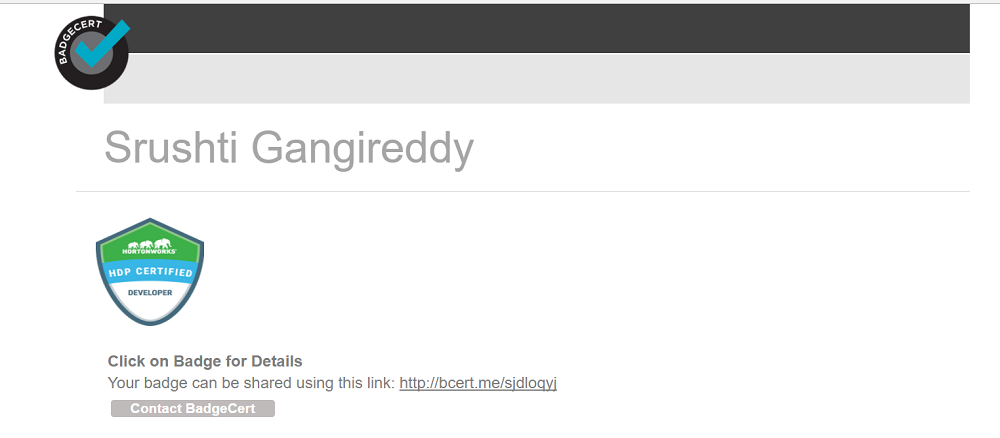 BADGECERT
Srushti Gangireddy
HORTONWORKS
HDP CERTIFIED
DEVELOPER
Click on Badge for Details
Your badge can be shared using this link: http://bcert.me/sjdloqyj
Contact BadgeCert